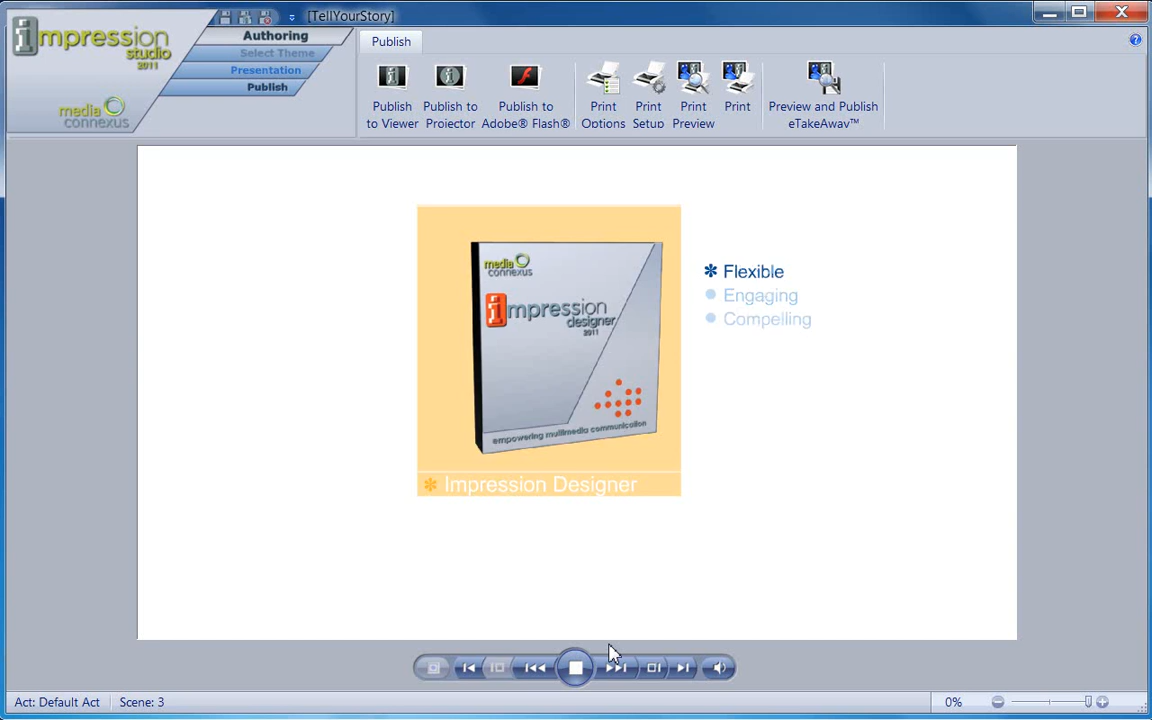 [TellYourStory]
impression
studio
2011
media
connexus
Authoring
Select Theme
Presentation
Publish
Publish
Publish to Viewer
Publish to Projector
Publish to Adobe® Flash®
Print Options
Print Setup
Print Preview
Print
Preview and Publish eTakeAway™
media
connexus
impression
designer
2011
empowering multimedia communication
* Impression Designer
* Flexible
• Engaging
• Compelling
Act: Default Act
Scene: 3
0%